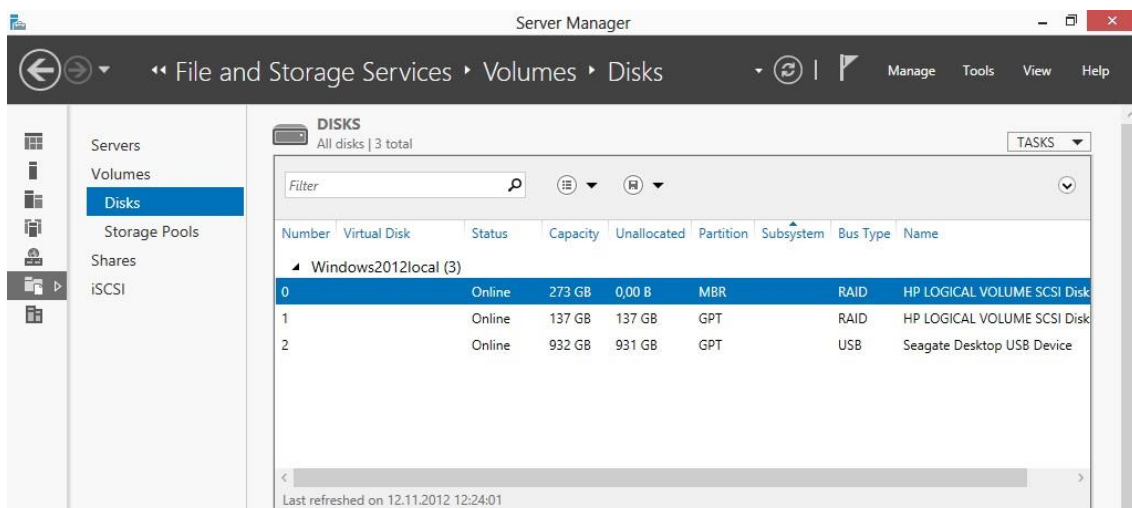 Server Manager
File and Storage Services ‣ Volumes ‣ Disks
Manage Tools View Help
Servers
Volumes
Disks
Storage Pools
Shares
iSCSI
DISKS
All disks | 3 total
TASKS
Filter
Number Virtual Disk Status Capacity Unallocated Partition Subsystem Bus Type Name
Windows2012local (3)
0 Online 273 GB 0,00 B MBR RAID HP LOGICAL VOLUME SCSI Disk
1 Online 137 GB 137 GB GPT RAID HP LOGICAL VOLUME SCSI Disk
2 Online 932 GB 931 GB GPT USB Seagate Desktop USB Device
Last refreshed on 12.11.2012 12:24:01